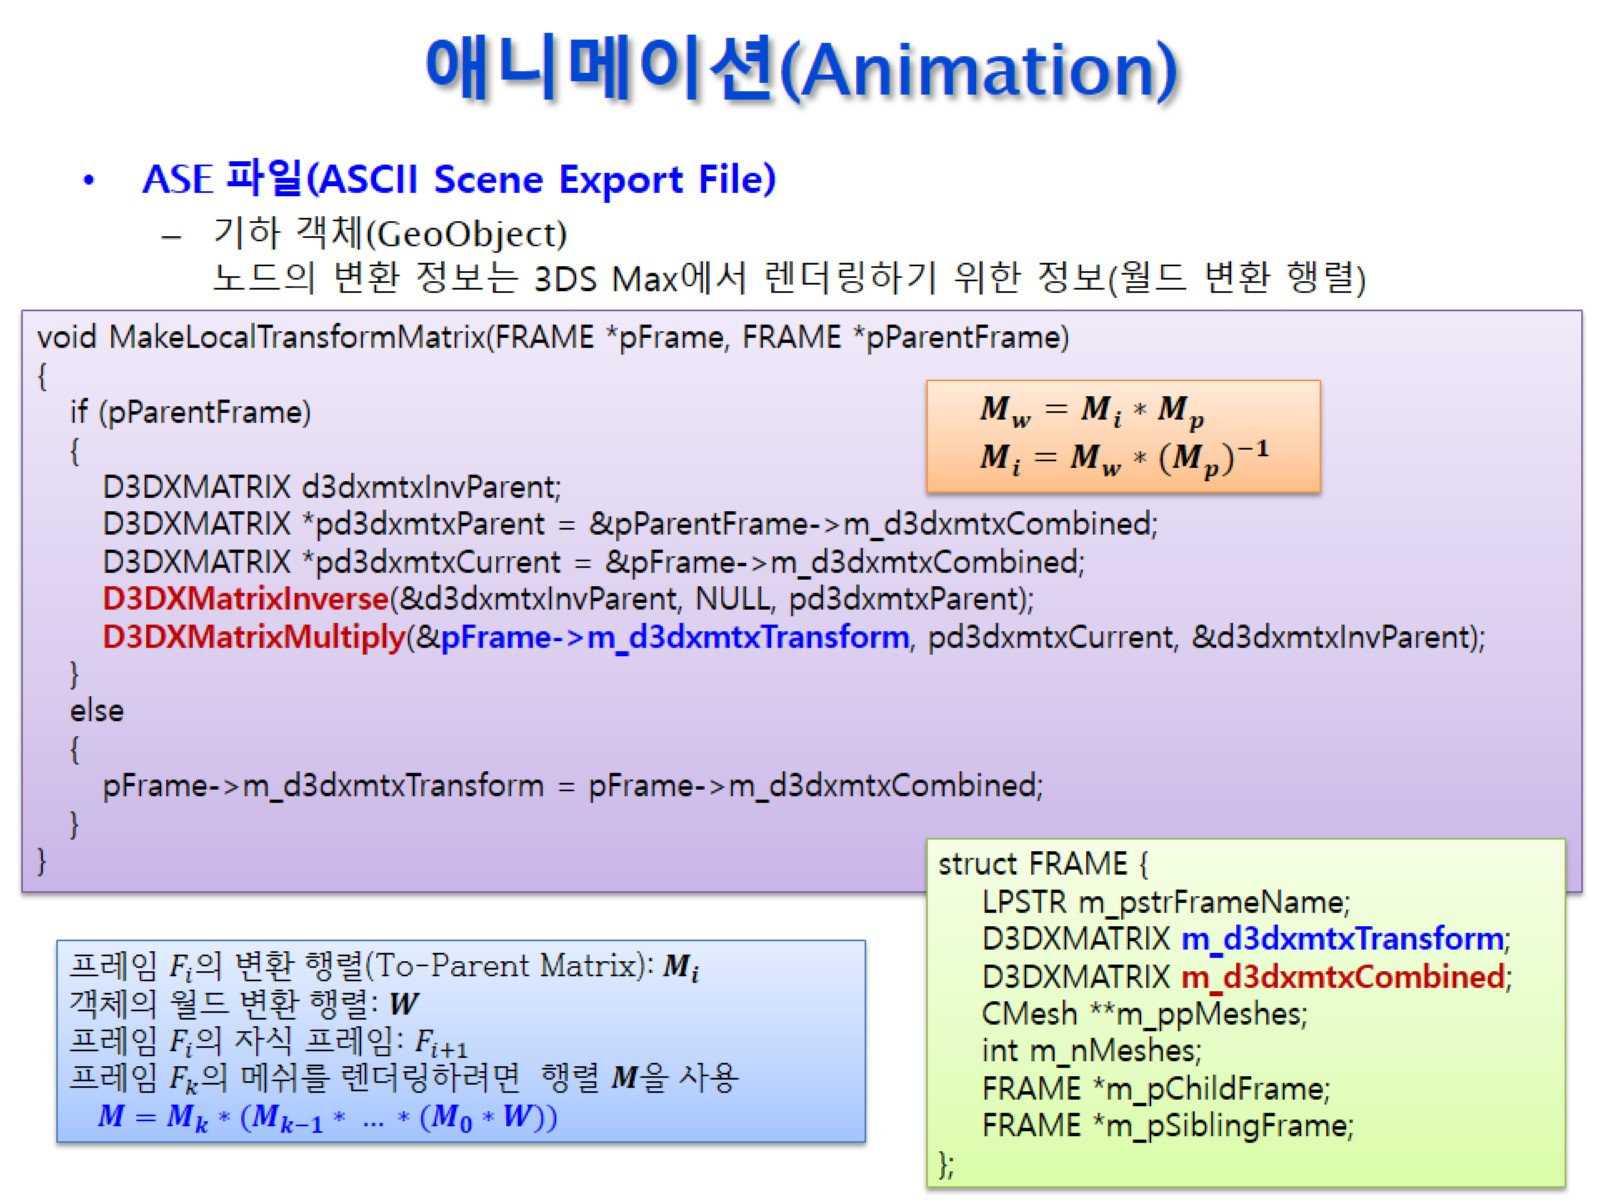 애니메이션(Animation)
• ASE 파일(ASCII Scene Export File)
– 기하 객체(GeoObject)
노드의 변환 정보는 3DS Max에서 렌더링하기 위한 정보(월드 변환 행렬)
void MakeLocalTransformMatrix(FRAME *pFrame, FRAME *pParentFrame)
{
if (pParentFrame)
{
D3DXMATRIX d3dxmtxInvParent;
D3DXMATRIX *pd3dxmtxParent = &pParentFrame->m_d3dxmtxCombined;
D3DXMATRIX *pd3dxmtxCurrent = &pFrame->m_d3dxmtxCombined;
D3DXMatrixInverse(&d3dxmtxInvParent, NULL, pd3dxmtxParent);
D3DXMatrixMultiply(&pFrame->m_d3dxmtxTransform, pd3dxmtxCurrent, &d3dxmtxInvParent);
}
else
{
pFrame->m_d3dxmtxTransform = pFrame->m_d3dxmtxCombined;
}
}
M_w = M_i * M_p
M_i = M_w * (M_p)^{-1}
프레임 F_i의 변환 행렬(To-Parent Matrix): M_i
객체의 월드 변환 행렬: W
프레임 F_i의 자식 프레임: F_{i+1}
프레임 F_k의 메쉬를 렌더링하려면 행렬 M을 사용
M = M_k * (M_{k-1} * ... * (M_0 * W))
struct FRAME {
LPSTR m_pstrFrameName;
D3DXMATRIX m_d3dxmtxTransform;
D3DXMATRIX m_d3dxmtxCombined;
CMesh **m_ppMeshes;
int m_nMeshes;
FRAME *m_pChildFrame;
FRAME *m_pSiblingFrame;
};